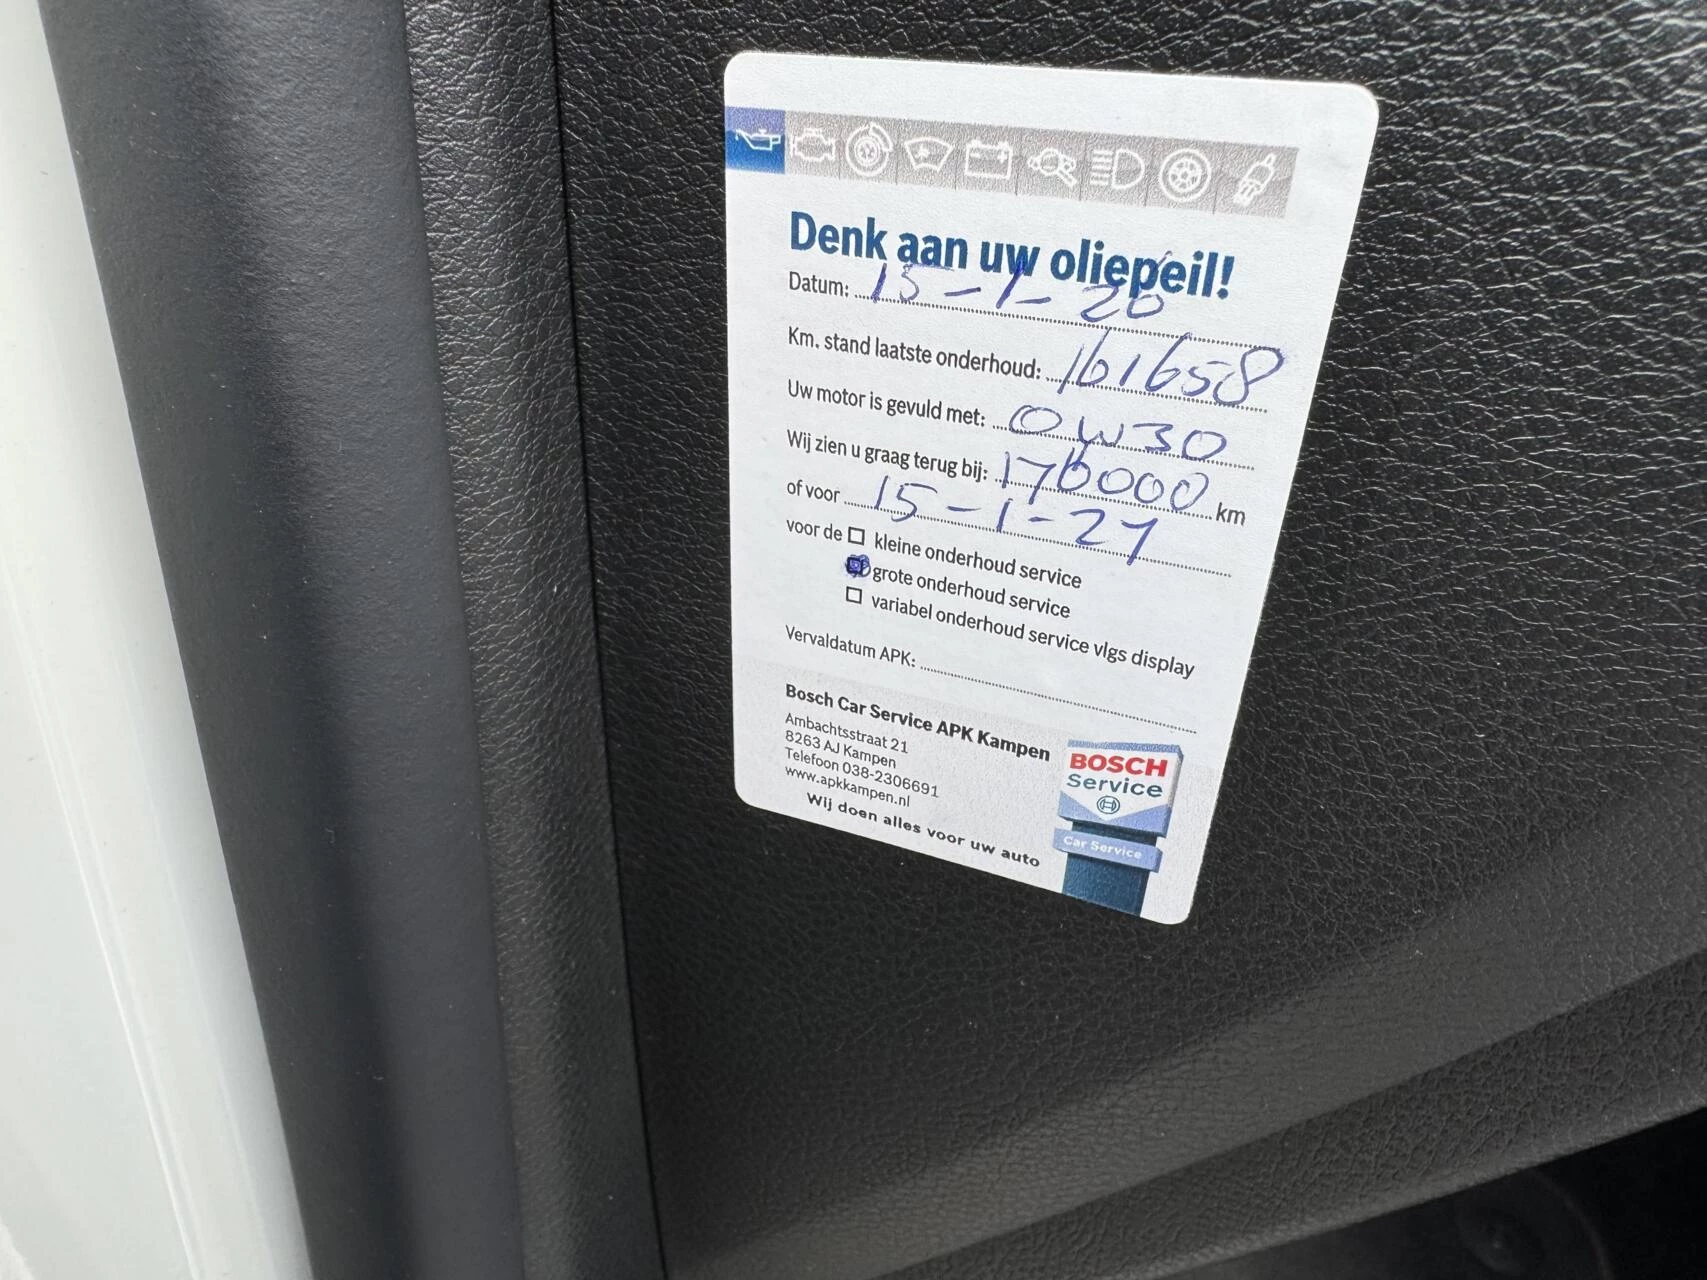 Denk aan uw oliepeil!
Datum: 15-1-26
Km. stand laatste onderhoud: 161658
Uw motor is gevuld met: 0W30
Wij zien u graag terug bij: 176000 km
of voor 15-1-27
voor de ☐ kleine onderhoud service
grote onderhoud service
☐ variabel onderhoud service vlgs display
Vervaldatum APK:
Bosch Car Service APK Kampen
Ambachtsstraat 21
8263 AJ Kampen
Telefoon 038-2306691
www.apkkampen.nl
Wij doen alles voor uw auto
BOSCH
Service
Car Service